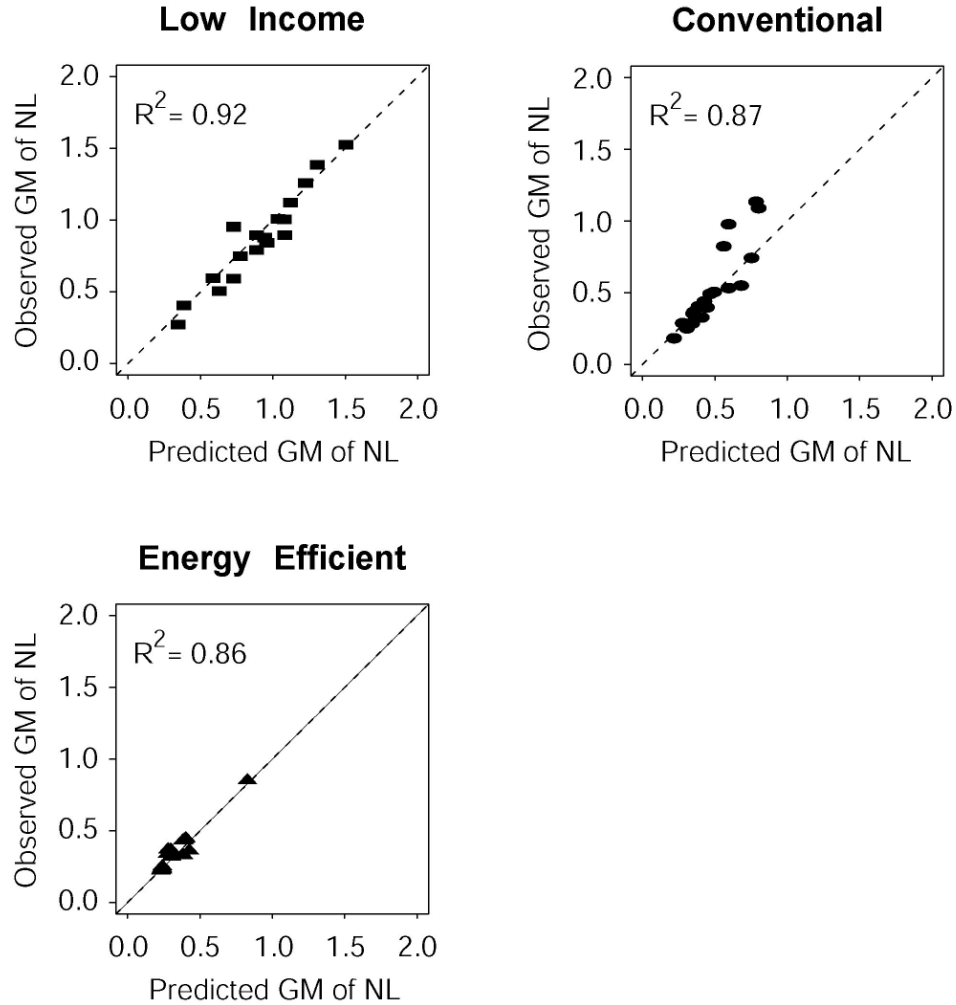 Low Income
R2= 0.92
Observed GM of NL
2.0
1.5
1.0
0.5
0.0
0.0 0.5 1.0 1.5 2.0
Predicted GM of NL
Conventional
R2= 0.87
Observed GM of NL
2.0
1.5
1.0
0.5
0.0
0.0 0.5 1.0 1.5 2.0
Predicted GM of NL
Energy Efficient
R2= 0.86
Observed GM of NL
2.0
1.5
1.0
0.5
0.0
0.0 0.5 1.0 1.5 2.0
Predicted GM of NL